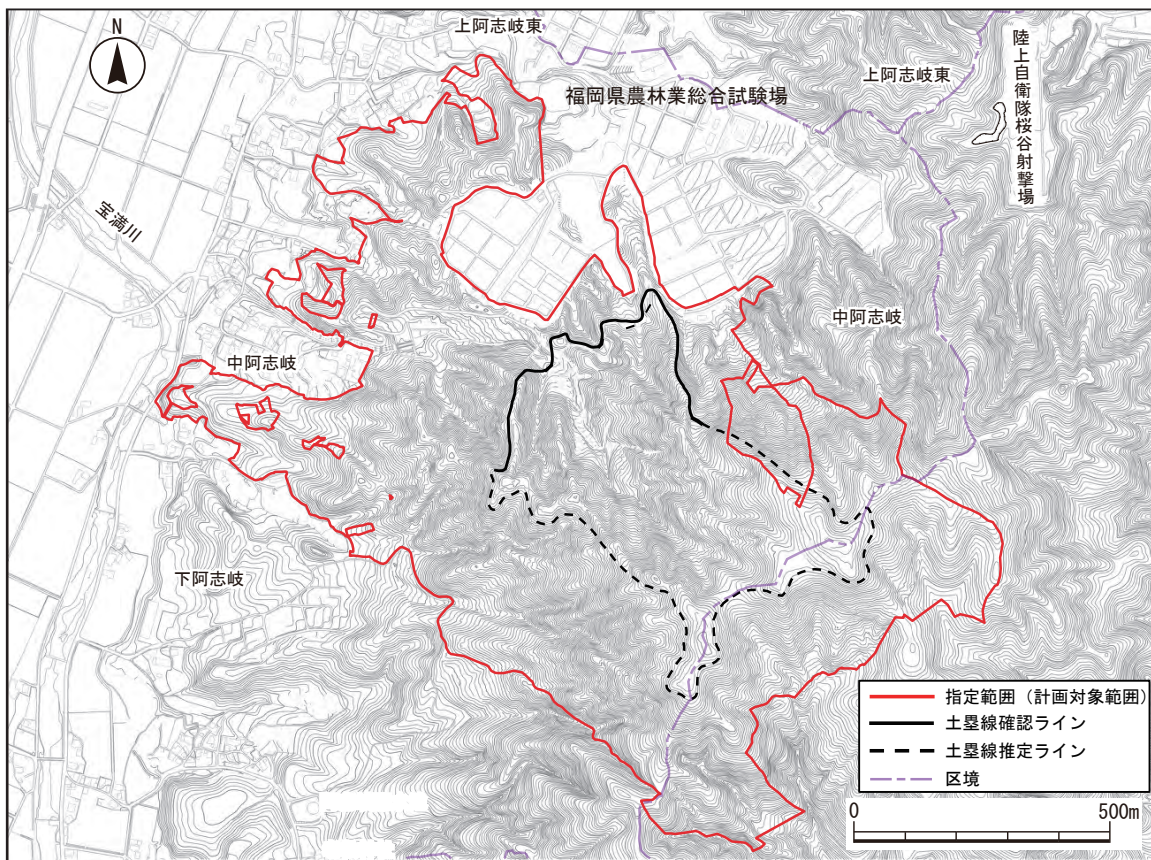 N
上阿志岐東
福岡県農林業総合試験場
上阿志岐東
陸上自衛隊桜谷射撃場
宝満川
中阿志岐
中阿志岐
下阿志岐
指定範囲（計画対象範囲）
土塁線確認ライン
土塁線推定ライン
区境
0 500m